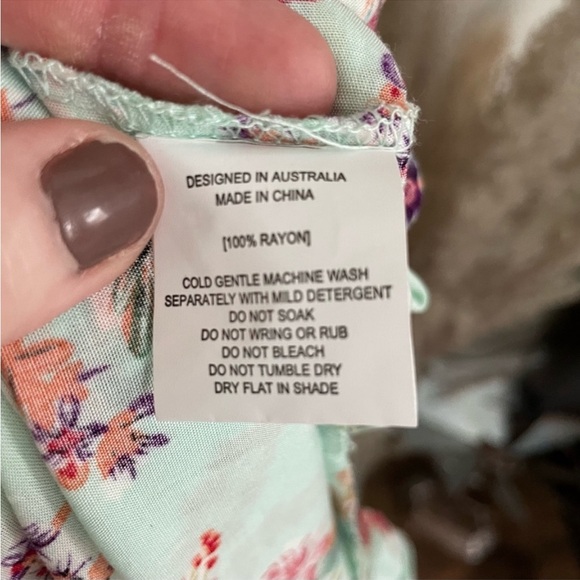 DESIGNED IN AUSTRALIA
MADE IN CHINA
[100% RAYON]
COLD GENTLE MACHINE WASH
SEPARATELY WITH MILD DETERGENT
DO NOT SOAK
DO NOT WRING OR RUB
DO NOT BLEACH
DO NOT TUMBLE DRY
DRY FLAT IN SHADE